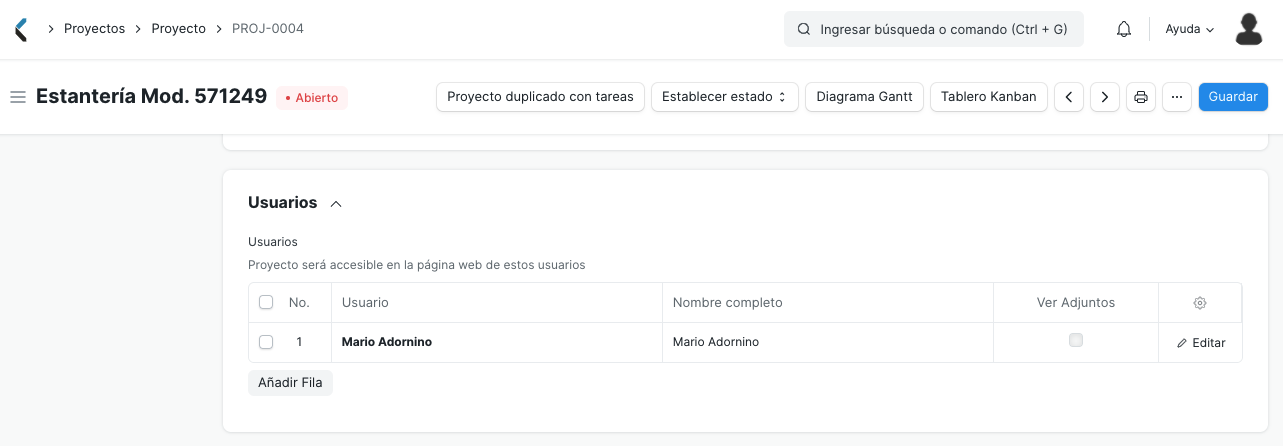 Proyectos
Proyecto
PROJ-0004
Ingresar búsqueda o comando (Ctrl + G)
Ayuda
Estantería Mod. 571249
Abierto
Proyecto duplicado con tareas
Establecer estado
Diagrama Gantt
Tablero Kanban
Guardar
Usuarios
Usuarios
Proyecto será accesible en la página web de estos usuarios
No. Usuario Nombre completo Ver Adjuntos
1 Mario Adornino Mario Adornino Editar
Añadir Fila